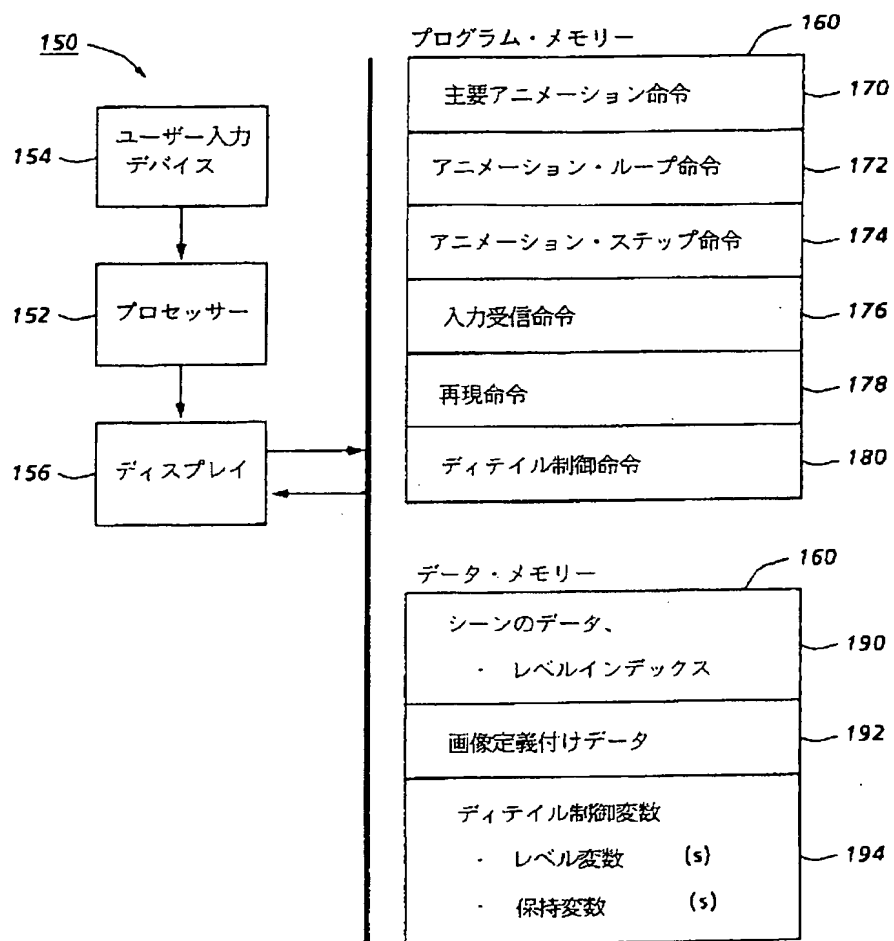 150
154
ユーザー入力
デバイス
152
プロセッサー
156
ディスプレイ
プログラム・メモリー
160
主要アニメーション命令
170
アニメーション・ループ命令
172
アニメーション・ステップ命令
174
入力受信命令
176
再現命令
178
ディテイル制御命令
180
データ・メモリー
160
シーンのデータ、
・ レベルインデックス
190
画像定義付けデータ
192
ディテイル制御変数
・ レベル変数 (s)
・ 保持変数 (s)
194